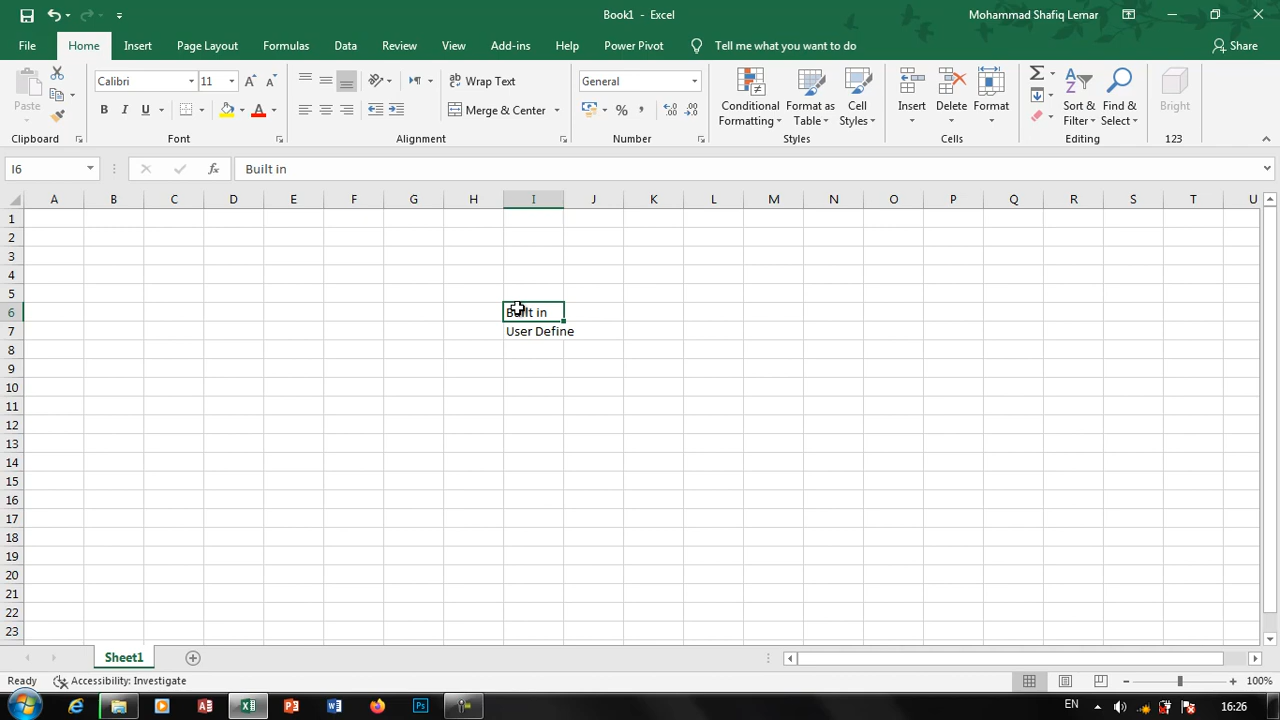 Book1 - Excel
Mohammad Shafiq Lemar
File Home Insert Page Layout Formulas Data Review View Add-ins Help Power Pivot Tell me what you want to do Share
Paste
Calibri 11
B I U
Wrap Text
Merge & Center
General
Conditional Formatting
Format as Table
Cell Styles
Insert Delete Format
Sort & Filter
Find & Select
Bright
Clipboard Font Alignment Number Styles Cells Editing 123
I6 fx Built in
A B C D E F G H I J K L M N O P Q R S T U
1
2
3
4
5
6 Built in
7 User Define
8
9
10
11
12
13
14
15
16
17
18
19
20
21
22
23
Sheet1
Ready Accessibility: Investigate 100%
EN 16:26